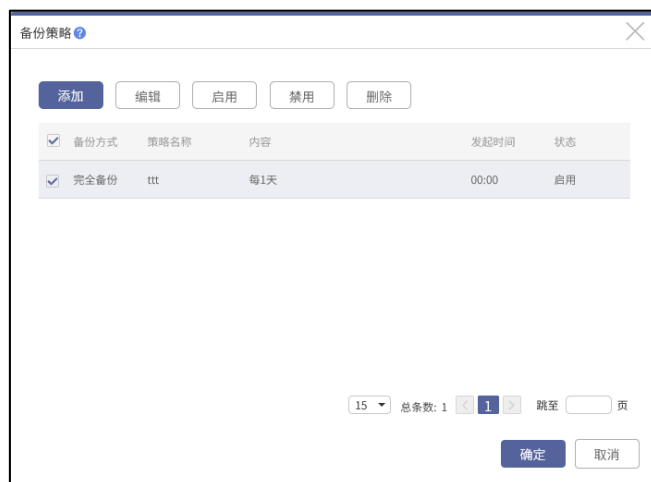 备份策略?
添加 编辑 启用 禁用 删除
备份方式 策略名称 内容 发起时间 状态
完全备份 ttt 每1天 00:00 启用
15 总条数: 1 < 1 > 跳至 页
确定 取消